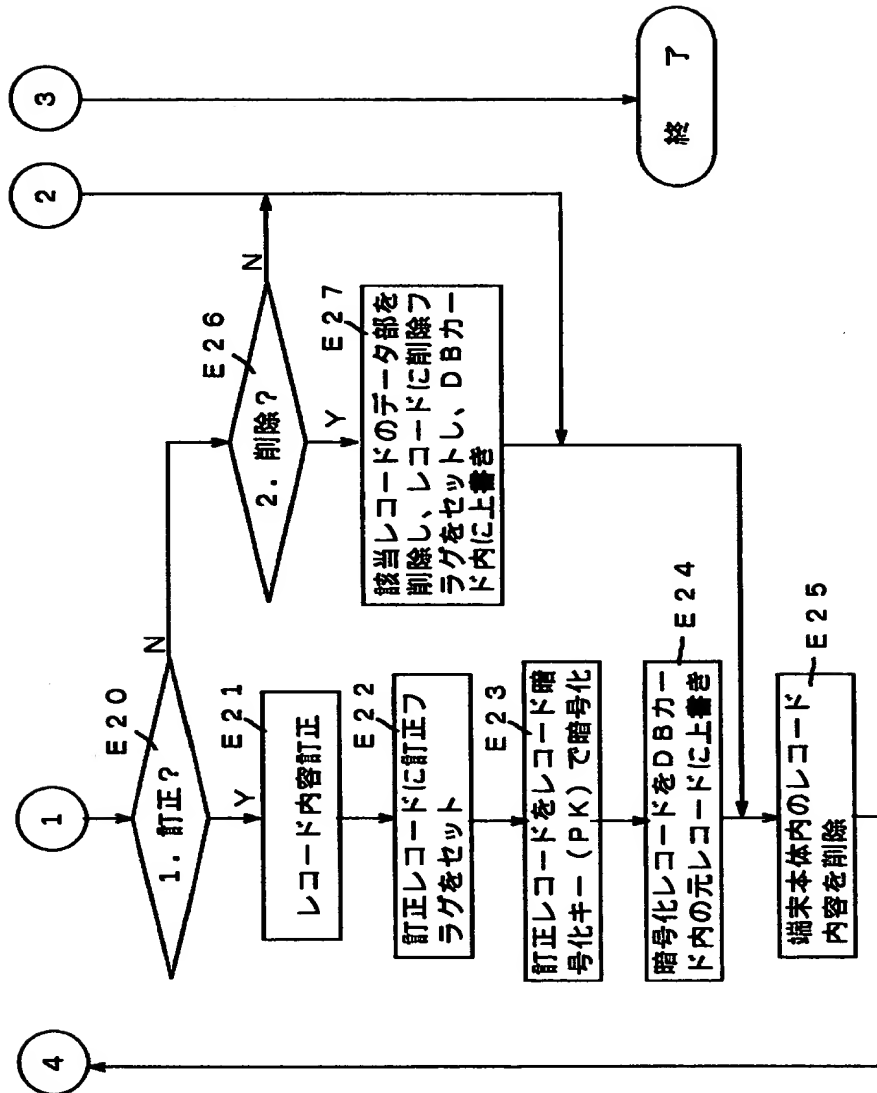 1
E20
1. 訂正?
N
Y
E21
レコード内容訂正
E22
訂正レコードに訂正フ
ラグをセット
E23
訂正レコードをレコード暗
号化キー(PK)で暗号化
E24
暗号化レコードをDBカー
ド内の元レコードに上書き
E25
端末本体内のレコード
内容を削除
E26
2. 削除?
N
Y
E27
該当レコードのデータ部を
削除し、レコードに削除フ
ラグをセットし、DBカー
ド内に上書き
2
3
終 了
4